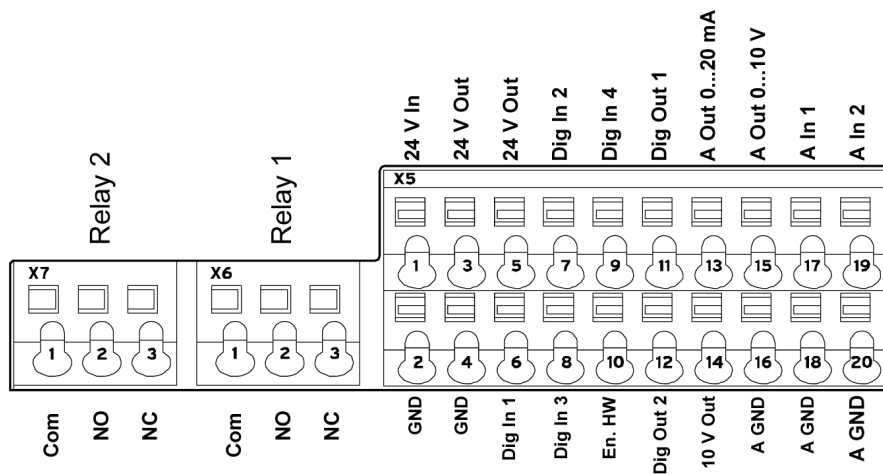 24 V In
24 V Out
24 V Out
Dig In 2
Dig In 4
Dig Out 1
A Out 0...20 mA
A Out 0...10 V
A In 1
A In 2
Relay 2
Relay 1
X5
1 3 5 7 9 11 13 15 17 19
X7
X6
1 2 3
1 2 3
2 4 6 8 10 12 14 16 18 20
Com
NO
NC
Com
NO
NC
GND
GND
Dig In 1
Dig In 3
En. HW
Dig Out 2
10 V Out
A GND
A GND
A GND